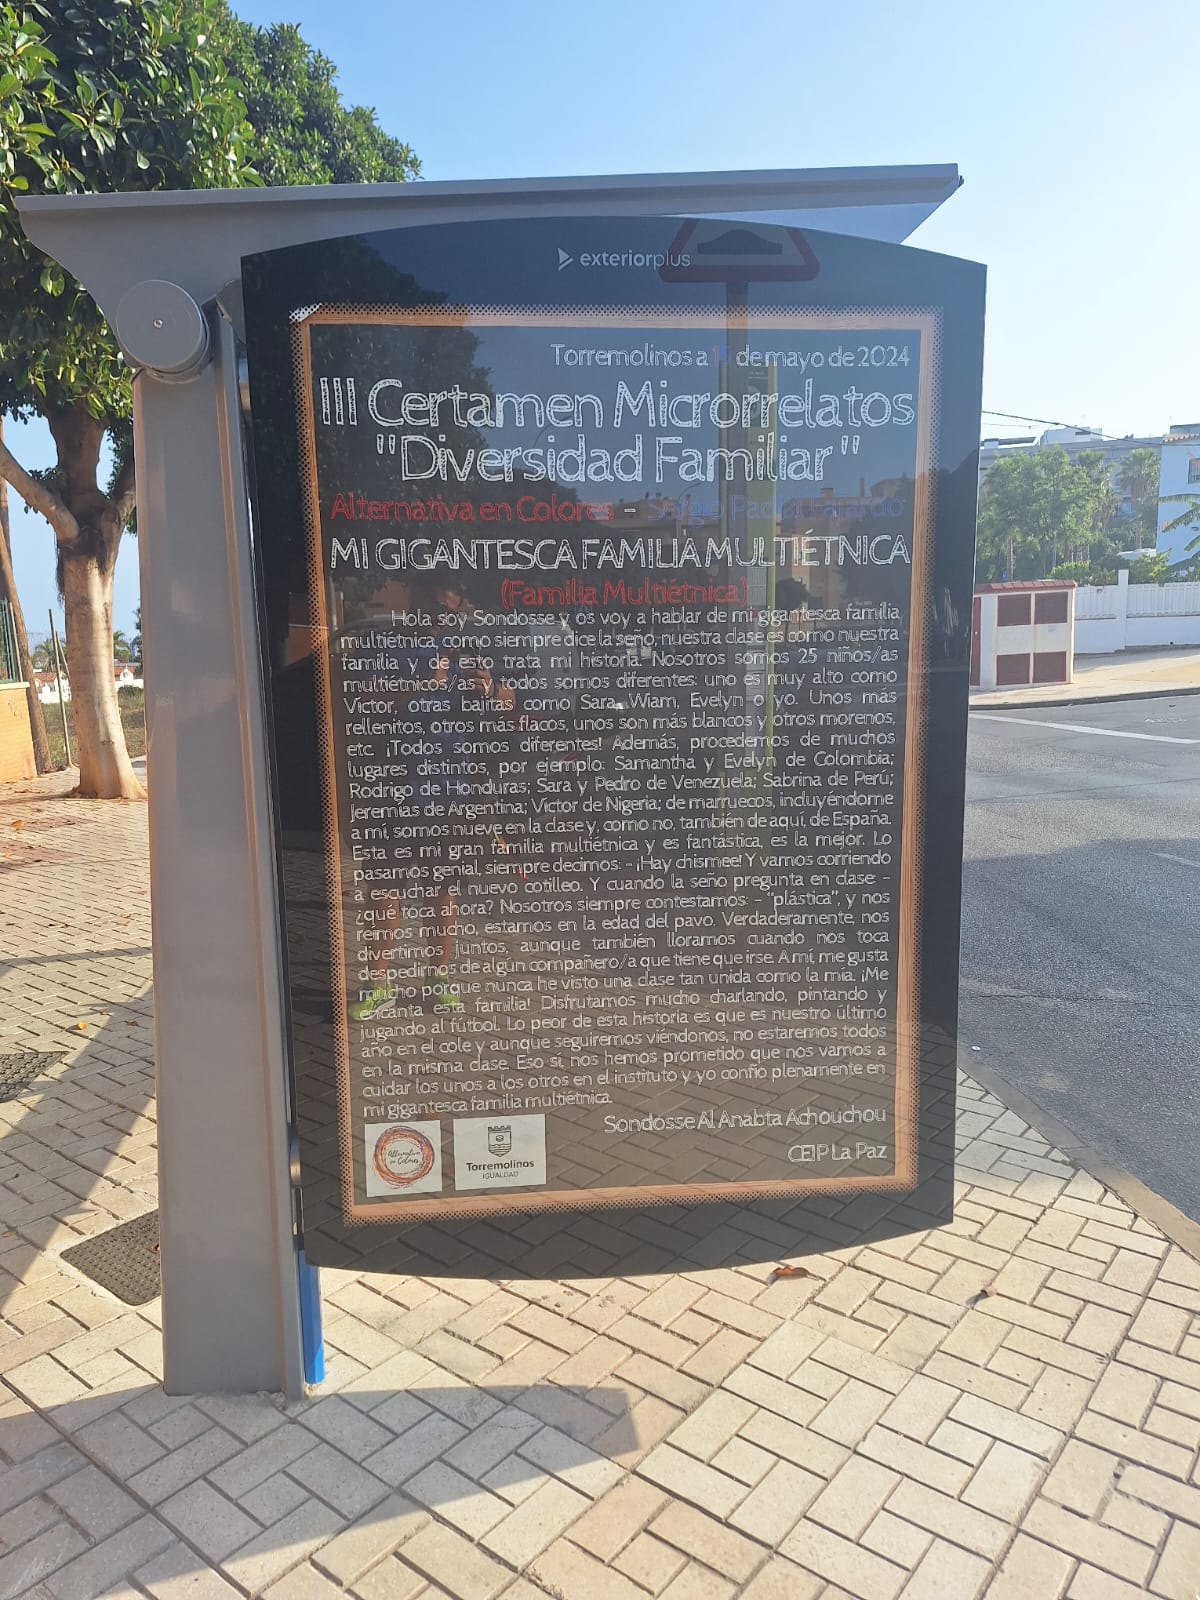 exteriorplus
Torremolinos a de mayo de 2024
III Certamen Microrrelatos
"Diversidad Familiar"
Alternativa en Colores - Sergio Padial Fajardo
MI GIGANTESCA FAMILIA MULTIÉTNICA
(Familia Multiétnica)
Hola soy Sondosse y os voy a hablar de mi gigantesca familia
multiétnica, como siempre dice la seño, nuestra clase es como nuestra
familia y de esto trata mi historia. Nosotros somos 25 niños/as
multiétnicos/as y todos somos diferentes: uno es muy alto como
Víctor, otras bajitas como Sara, Wiam, Evelyn o yo. Unos más
rellenitos, otros más flacos, unos son más blancos y otros morenos,
etc. ¡Todos somos diferentes! Además, procedemos de muchos
lugares distintos, por ejemplo: Samantha y Evelyn de Colombia;
Rodrigo de Honduras; Sara y Pedro de Venezuela; Sabrina de Perú;
Jeremías de Argentina; Víctor de Nigeria; de marruecos, incluyéndome
a mí, somos nueve en la clase y, como no, también de aquí, de España.
Esta es mi gran familia multiétnica y es fantástica, es la mejor. Lo
pasamos genial, siempre decimos: - ¡Hay chismee! Y vamos corriendo
a escuchar el nuevo cotilleo. Y cuando la seño pregunta en clase: -
¿qué toca ahora? Nosotros siempre contestamos: - "plástica", y nos
reímos mucho, estamos en la edad del pavo. Verdaderamente, nos
divertimos juntos, aunque también lloramos cuando nos toca
despedirnos de algún compañero/a que tiene que irse. A mí, me gusta
mucho porque nunca he visto una clase tan unida como la mía. ¡Me
encanta esta familia! Disfrutamos mucho charlando, pintando y
jugando al fútbol. Lo peor de esta historia es que es nuestro último
año en el cole y aunque seguiremos viéndonos, no estaremos todos
en la misma clase. Eso sí, nos hemos prometido que nos vamos a
cuidar los unos a los otros en el instituto y yo confío plenamente en
mi gigantesca familia multiétnica.
Sondosse Al Anabta Achouchou
CEIP La Paz
Alternativa
en Colores
Torremolinos
IGUALDAD